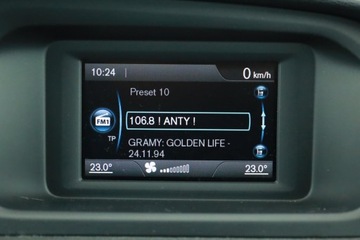 10:24
0 km/h
Preset 10
FM1
106.8 ! ANTY !
TP
GRAMY: GOLDEN LIFE -
24.11.94
23.0°
23.0°